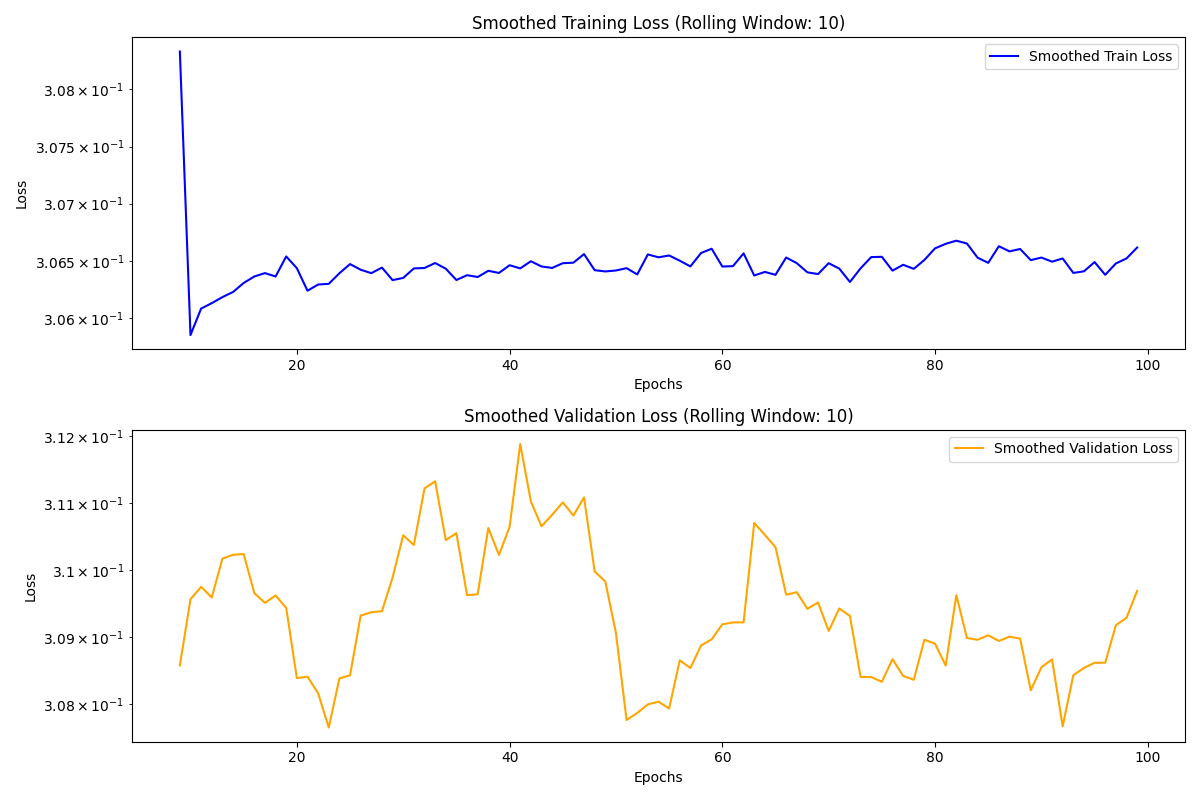 Smoothed Training Loss (Rolling Window: 10)
Smoothed Train Loss
3.08 × 10⁻¹
3.075 × 10⁻¹
3.07 × 10⁻¹
3.065 × 10⁻¹
3.06 × 10⁻¹
Loss
20 40 60 80 100
Epochs
Smoothed Validation Loss (Rolling Window: 10)
Smoothed Validation Loss
3.12 × 10⁻¹
3.11 × 10⁻¹
3.1 × 10⁻¹
3.09 × 10⁻¹
3.08 × 10⁻¹
Loss
20 40 60 80 100
Epochs